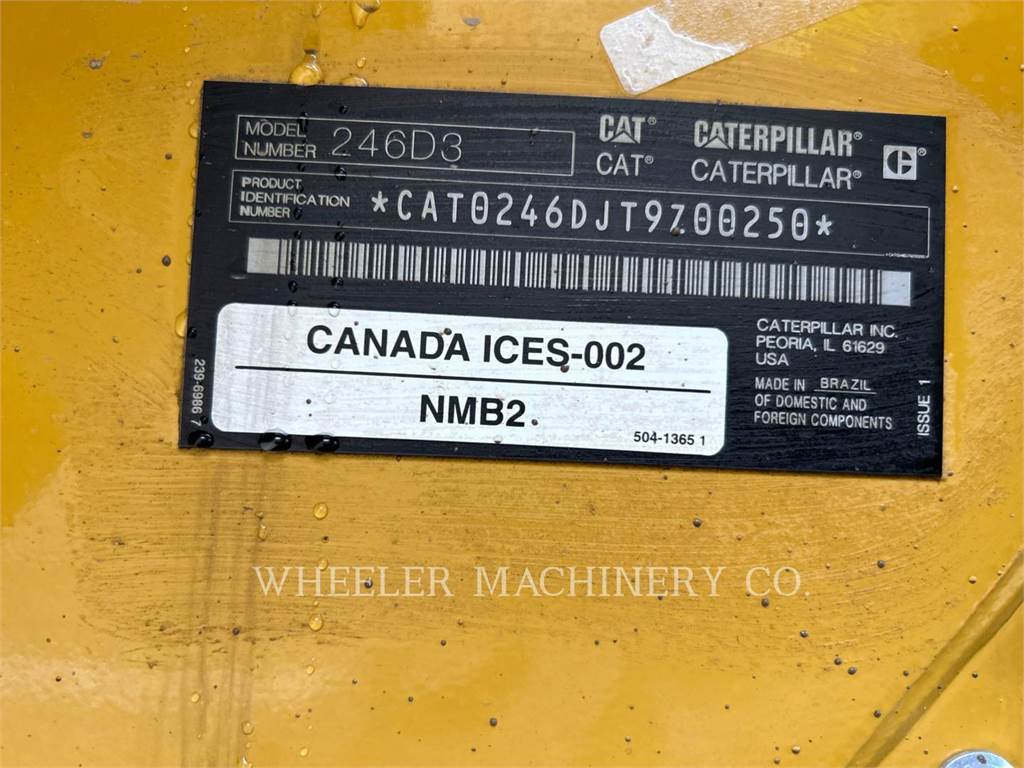 MODEL NUMBER 246D3
CAT® CATERPILLAR®
CAT® CATERPILLAR®
PRODUCT IDENTIFICATION NUMBER *CAT0246DJT9Z00250*
CANADA ICES-002
NMB2
504-1365 1
239-6986 7
CATERPILLAR INC.
PEORIA, IL 61629
USA
MADE IN BRAZIL
OF DOMESTIC AND
FOREIGN COMPONENTS
ISSUE 1
WHEELER MACHINERY CO.